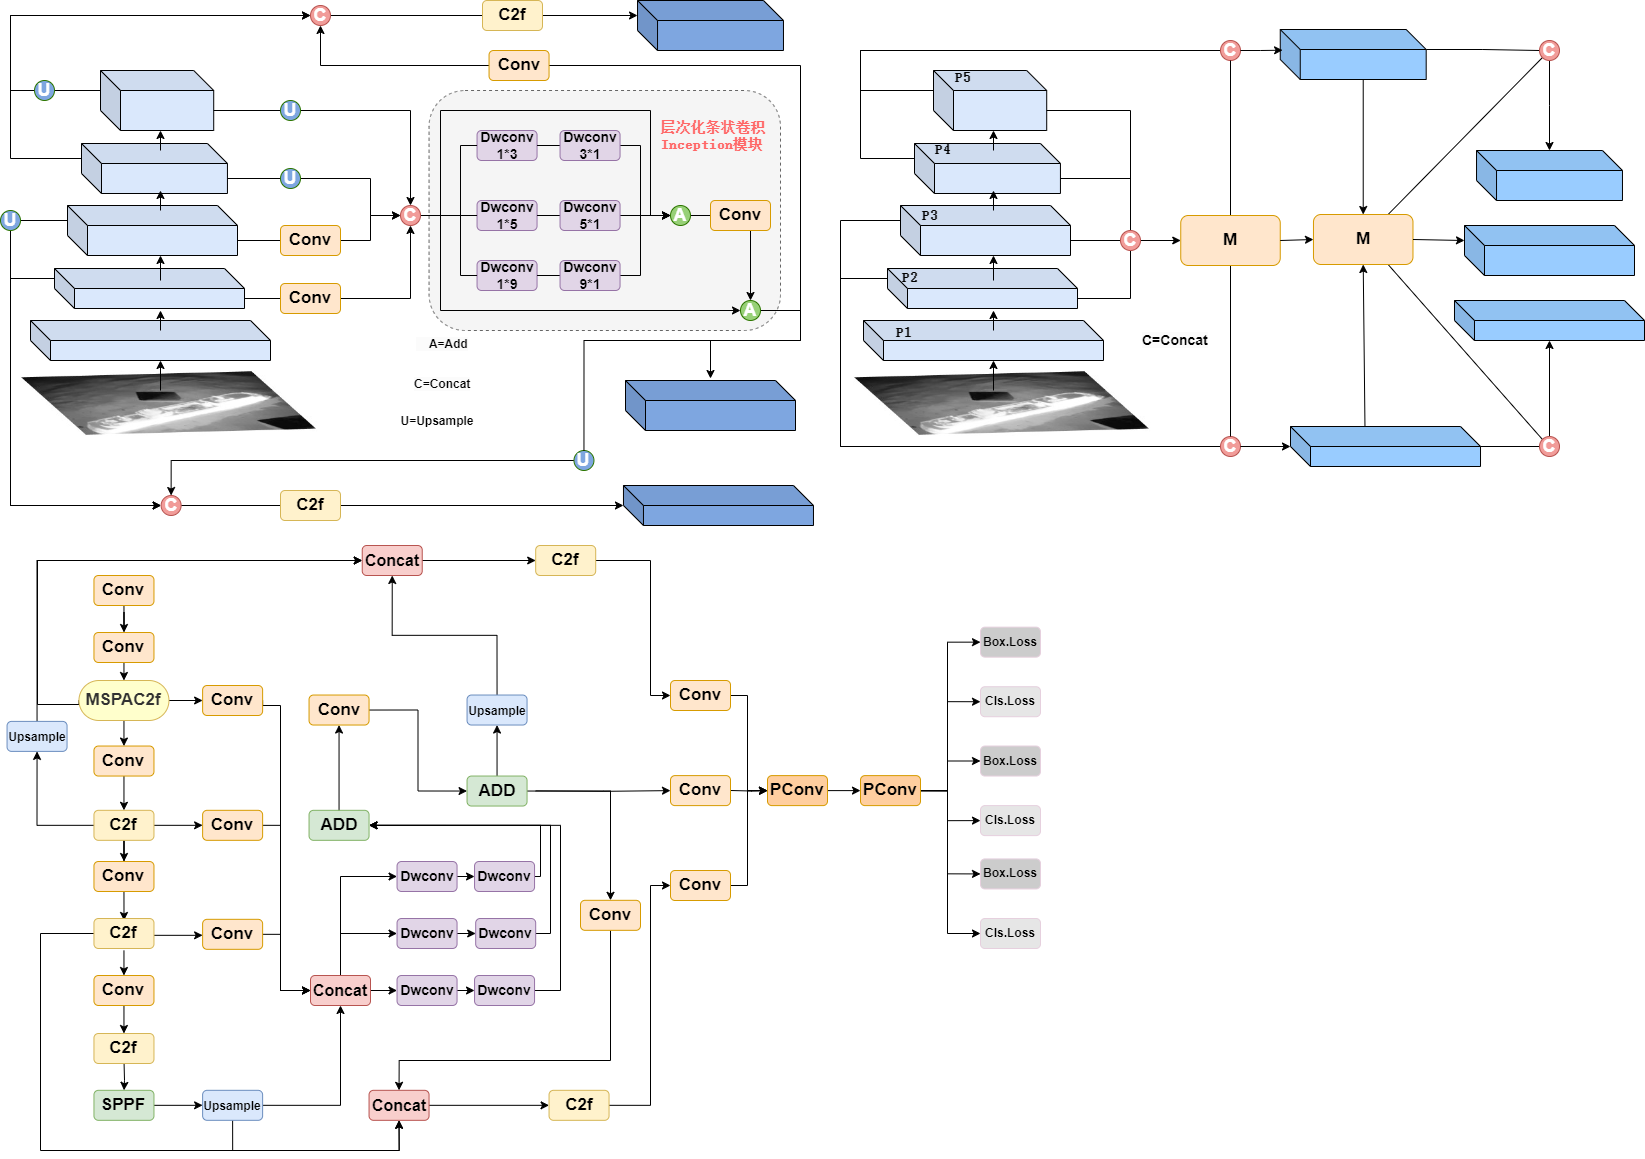 C
C2f
Conv
U
U
层次化条状卷积
Inception模块
Dwconv
1*3
Dwconv
3*1
U
U
Conv
C
Dwconv
1*5
Dwconv
5*1
A
Conv
Conv
Dwconv
1*9
Dwconv
9*1
A
A=Add
C=Concat
U=Upsample
U
C
C2f
C
C
P5
P4
P3
P2
P1
C
M
M
C=Concat
C
C
Concat
C2f
Conv
Conv
MSPAC2f
Conv
Upsample
Conv
C2f
Conv
Conv
C2f
Conv
Conv
C2f
SPPF
Upsample
Conv
Upsample
ADD
ADD
Dwconv
Dwconv
Dwconv
Dwconv
Concat
Dwconv
Dwconv
Conv
Concat
C2f
Conv
Conv
Conv
PConv
PConv
Box.Loss
Cls.Loss
Box.Loss
Cls.Loss
Box.Loss
Cls.Loss